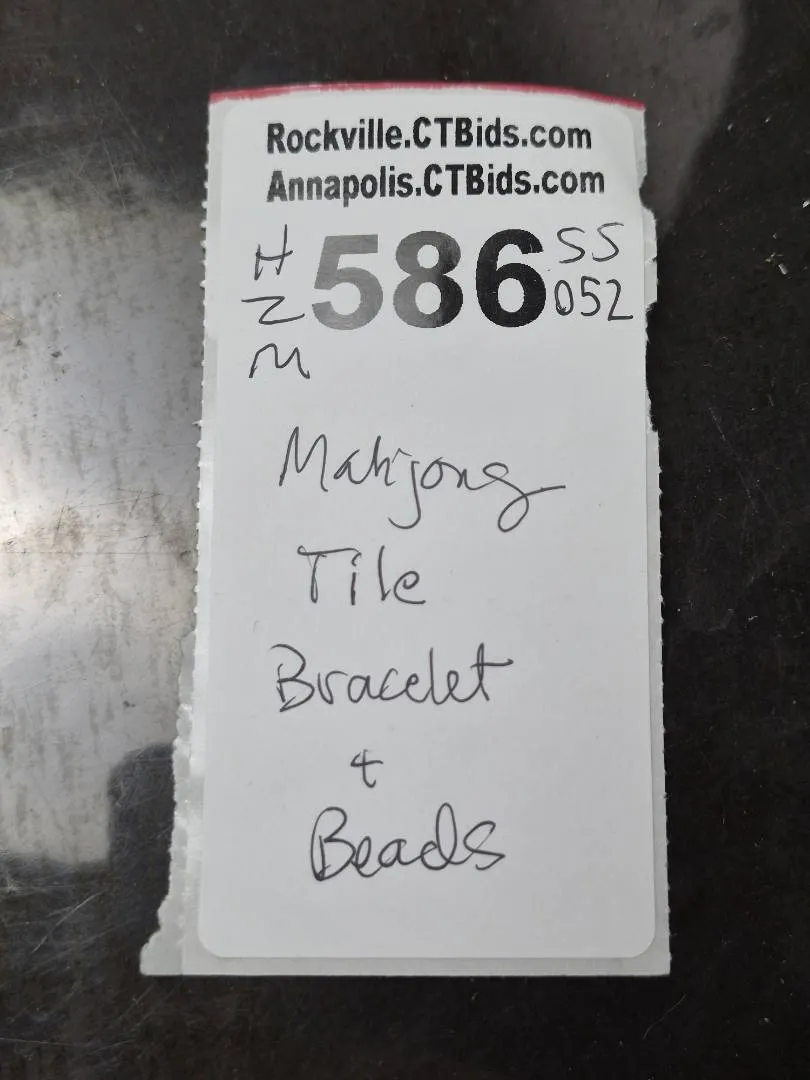 Rockville.CTBids.com
Annapolis.CTBids.com
H 586 SS
Z 052
M
Mahjong
Tile
Bracelet
+
Beads